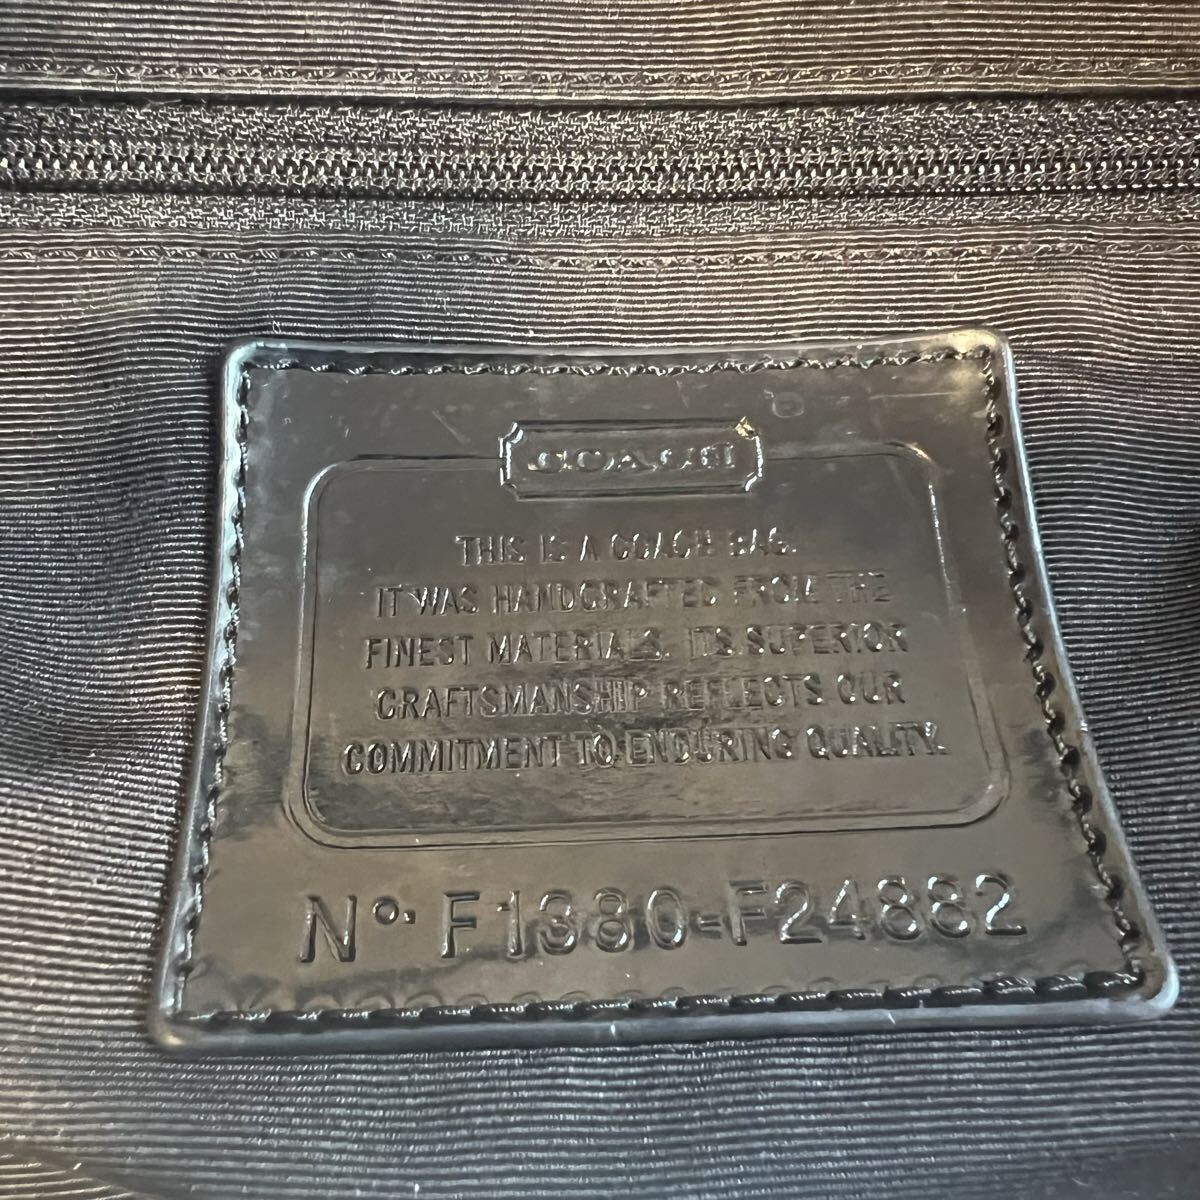 COACH
THIS IS A COACH BAG.
IT WAS HANDCRAFTED FROM THE
FINEST MATERIALS. ITS SUPERIOR
CRAFTSMANSHIP REFLECTS OUR
COMMITMENT TO ENDURING QUALITY.
Nº. F1380-F24882